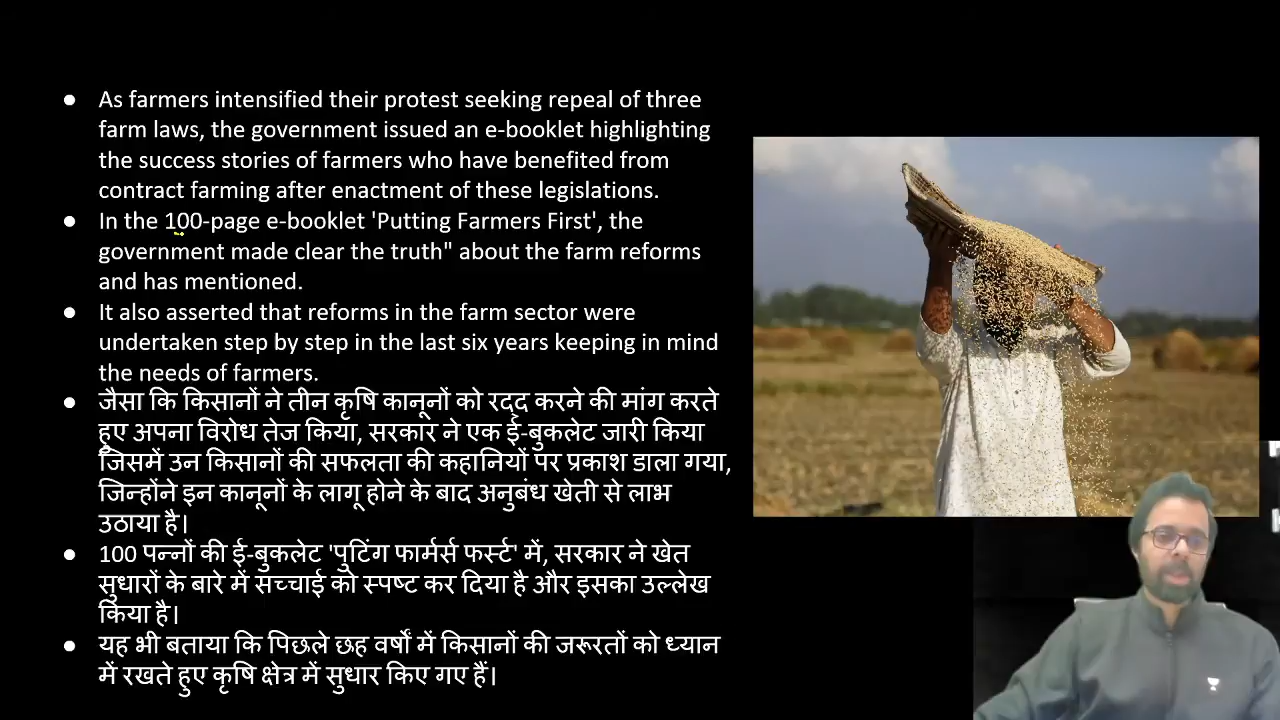 ● As farmers intensified their protest seeking repeal of three
farm laws, the government issued an e-booklet highlighting
the success stories of farmers who have benefited from
contract farming after enactment of these legislations.
● In the 100-page e-booklet 'Putting Farmers First', the
government made clear the truth" about the farm reforms
and has mentioned.
● It also asserted that reforms in the farm sector were
undertaken step by step in the last six years keeping in mind
the needs of farmers.
● जैसा कि किसानों ने तीन कृषि कानूनों को रद्द करने की मांग करते
हुए अपना विरोध तेज किया, सरकार ने एक ई-बुकलेट जारी किया
जिसमें उन किसानों की सफलता की कहानियों पर प्रकाश डाला गया,
जिन्होंने इन कानूनों के लागू होने के बाद अनुबंध खेती से लाभ
उठाया है।
● 100 पन्नों की ई-बुकलेट 'पुटिंग फार्मर्स फर्स्ट' में, सरकार ने खेत
सुधारों के बारे में सच्चाई को स्पष्ट कर दिया है और इसका उल्लेख
किया है।
● यह भी बताया कि पिछले छह वर्षों में किसानों की जरूरतों को ध्यान
में रखते हुए कृषि क्षेत्र में सुधार किए गए हैं।